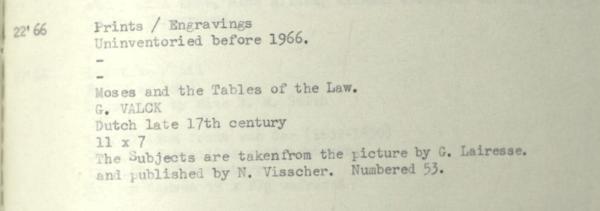 22'66 Prints / Engravings
Uninventoried before 1966.
-
-
Moses and the Tables of the Law.
G. VALCK
Dutch late 17th century
11 x 7
The Subjects are takenfrom the picture by G. Lairesse.
and published by N. Visscher. Numbered 53.